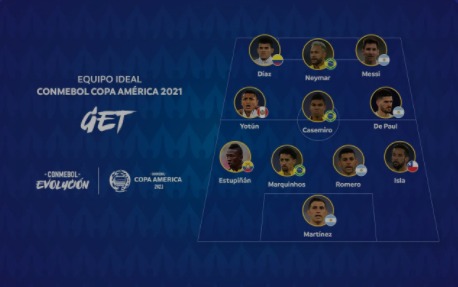 EQUIPO IDEAL
CONMEBOL COPA AMÉRICA 2021
GET
-CONMEBOL-
EVOLUCIÓN
COPA AMERICA
2021
Díaz
Neymar
Messi
Yotún
Casemiro
De Paul
Estupiñán
Marquinhos
Romero
Isla
Martínez